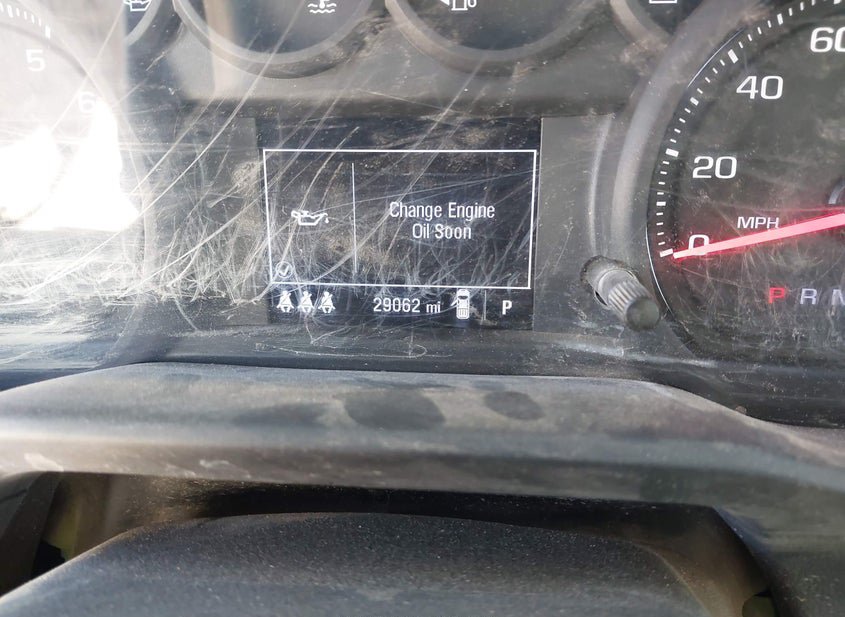 5
6
60
40
20
0
MPH
Change Engine
Oil Soon
29062 mi
P
P R N